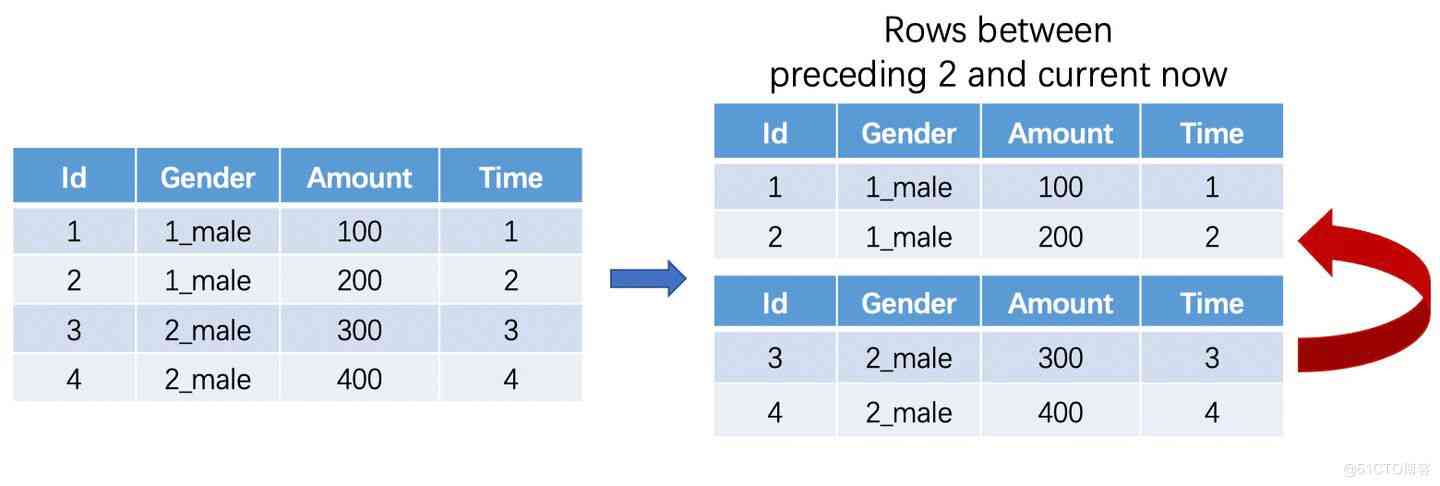 Rows between
preceding 2 and current now
Id Gender Amount Time
1 1_male 100 1
2 1_male 200 2
3 2_male 300 3
4 2_male 400 4
Id Gender Amount Time
1 1_male 100 1
2 1_male 200 2
Id Gender Amount Time
3 2_male 300 3
4 2_male 400 4
@51CTO博客